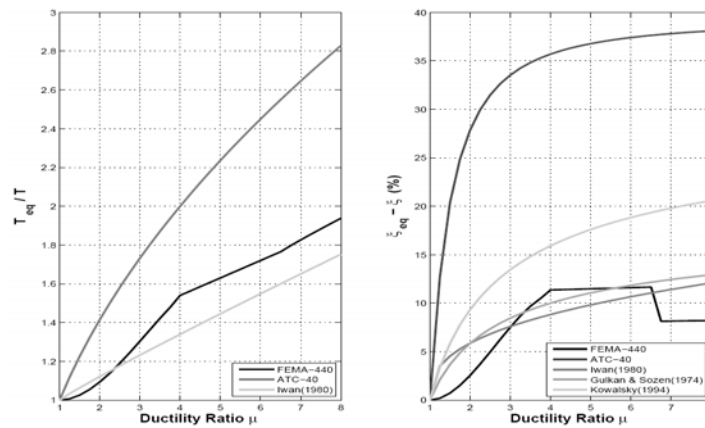 3
2.8
2.6
2.4
2.2
2
1.8
1.6
1.4
1.2
1
T_eq / T
1 2 3 4 5 6 7 8
Ductility Ratio μ
FEMA-440
ATC-40
Iwan(1980)
40
35
30
25
20
15
10
5
0
ξ_eq − ξ (%)
1 2 3 4 5 6 7
Ductility Ratio μ
FEMA-440
ATC-40
Iwan(1980)
Gulkan & Sozen(1974)
Kowalsky(1994)